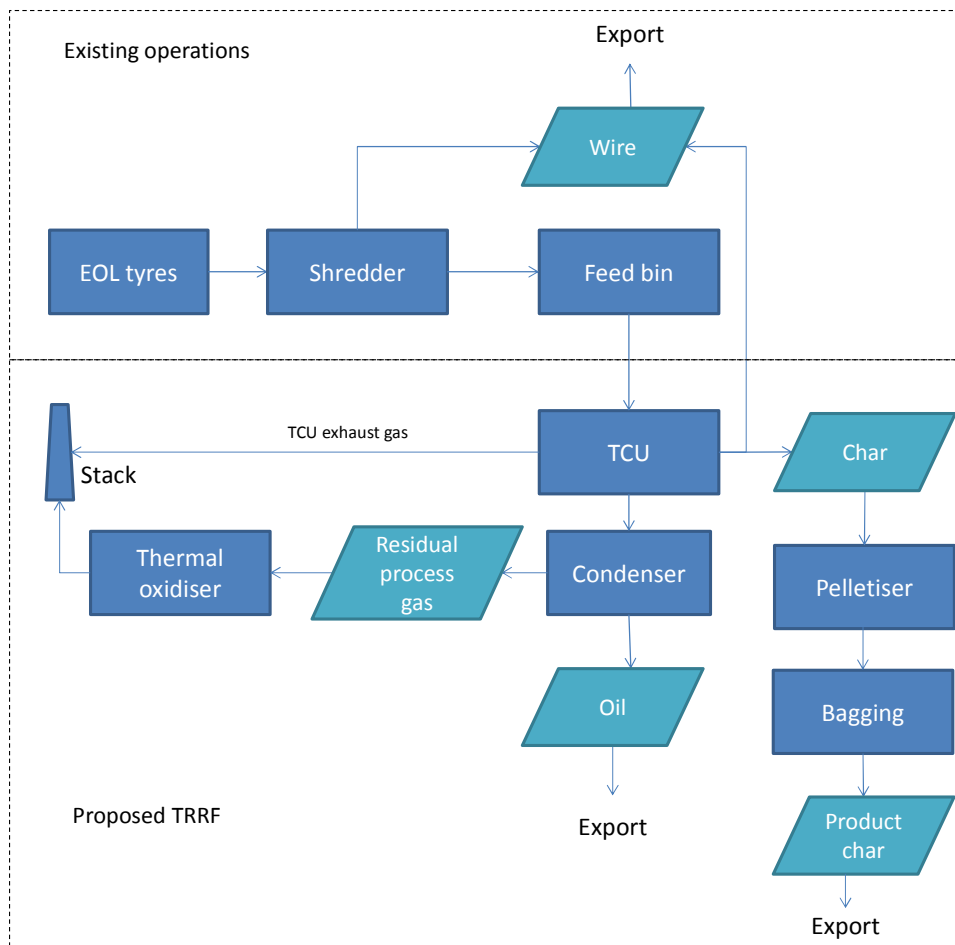 Export
Existing operations
Wire
EOL tyres
Shredder
Feed bin
TCU exhaust gas
TCU
Char
Stack
Thermal
oxidiser
Residual
process
gas
Condenser
Pelletiser
Oil
Bagging
Proposed TRRF
Export
Product
char
Export